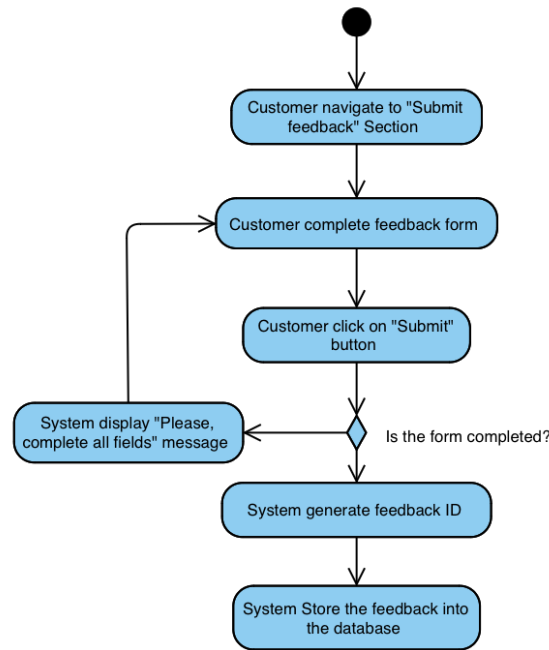 Customer navigate to "Submit
feedback" Section
Customer complete feedback form
Customer click on "Submit"
button
System display "Please,
complete all fields" message
Is the form completed?
System generate feedback ID
System Store the feedback into
the database